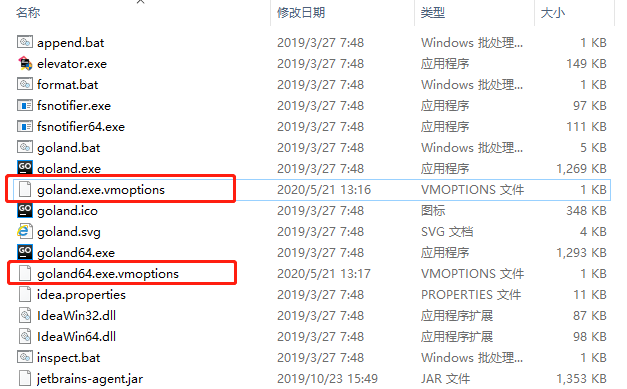 名称 修改日期 类型 大小
append.bat 2019/3/27 7:48 Windows 批处理... 1 KB
elevator.exe 2019/3/27 7:48 应用程序 149 KB
format.bat 2019/3/27 7:48 Windows 批处理... 1 KB
fsnotifier.exe 2019/3/27 7:48 应用程序 97 KB
fsnotifier64.exe 2019/3/27 7:48 应用程序 111 KB
goland.bat 2019/3/27 7:48 Windows 批处理... 5 KB
goland.exe 2019/3/27 7:48 应用程序 1,269 KB
goland.exe.vmoptions 2020/5/21 13:16 VMOPTIONS 文件 1 KB
goland.ico 2019/3/27 7:48 图标 348 KB
goland.svg 2019/3/27 7:48 SVG 文档 4 KB
goland64.exe 2019/3/27 7:48 应用程序 1,293 KB
goland64.exe.vmoptions 2020/5/21 13:17 VMOPTIONS 文件 1 KB
idea.properties 2019/3/27 7:48 PROPERTIES 文件 11 KB
IdeaWin32.dll 2019/3/27 7:48 应用程序扩展 87 KB
IdeaWin64.dll 2019/3/27 7:48 应用程序扩展 98 KB
inspect.bat 2019/3/27 7:48 Windows 批处理... 1 KB
jetbrains-agent.jar 2019/10/23 15:49 JAR 文件 1,353 KB